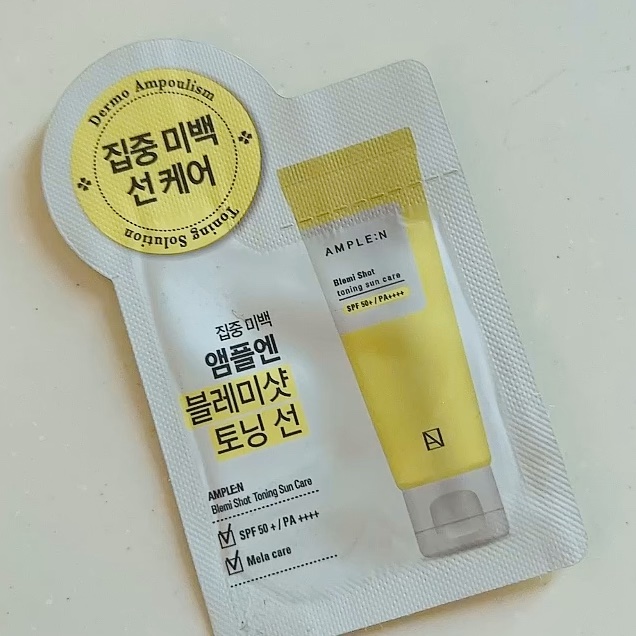 Dermo Ampoulism
집중 미백
선 케어
Toning Solution
AMPLE:N
Blemi Shot
toning sun care
SPF 50+ / PA++++
집중 미백
앰플엔
블레미샷
토닝 선
AMPLE:N
Blemi Shot Toning Sun Care
SPF 50 + / PA ++++
Mela care